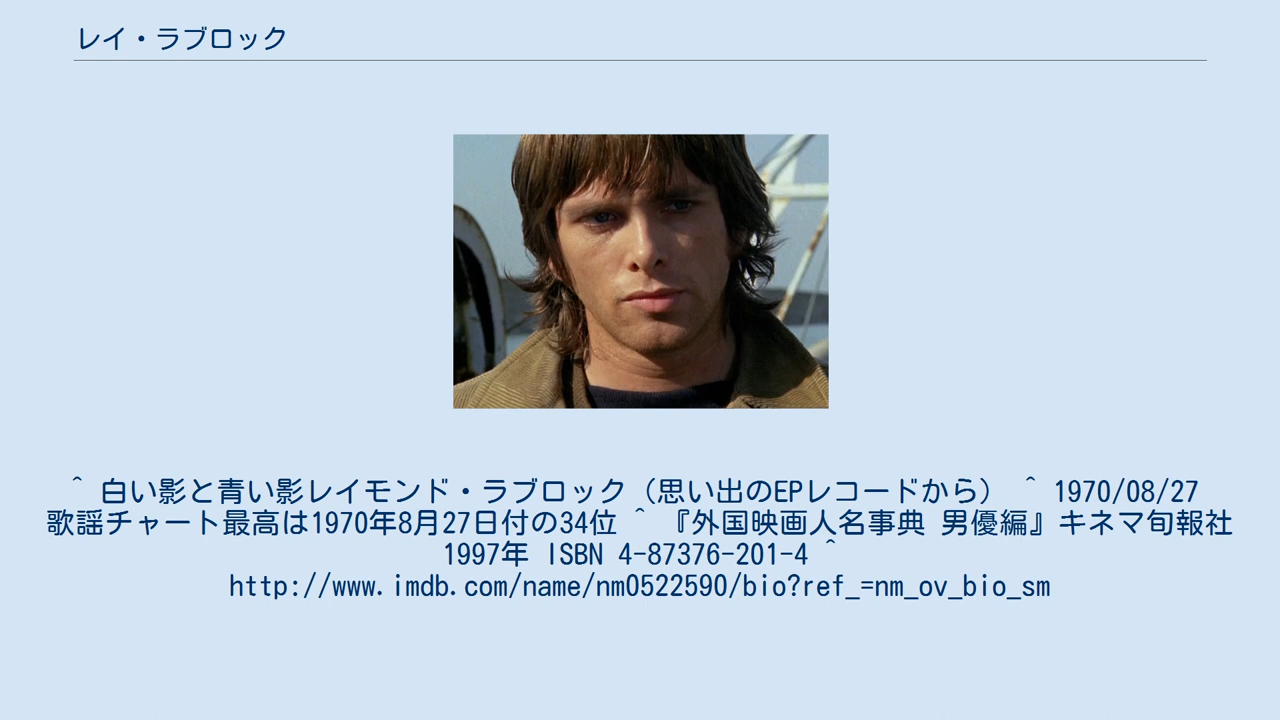 レイ・ラブロック
^ 白い影と青い影レイモンド・ラブロック（思い出のEPレコードから） ^ 1970/08/27
歌謡チャート最高は1970年8月27日付の34位 ^ 『外国映画人名事典 男優編』キネマ旬報社
1997年 ISBN 4-87376-201-4 ^
http://www.imdb.com/name/nm0522590/bio?ref_=nm_ov_bio_sm